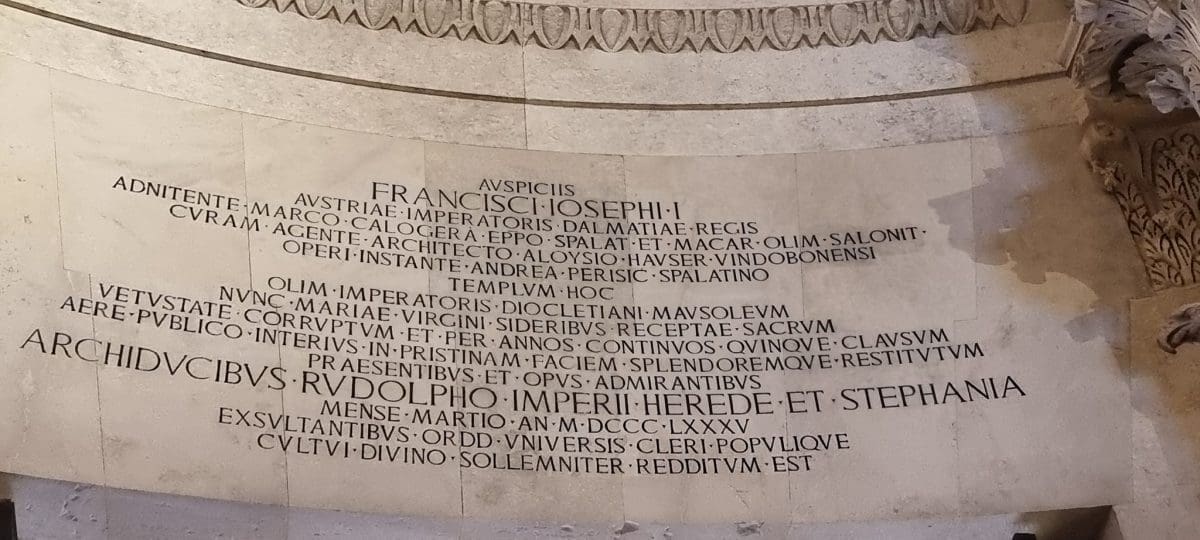 AVSPICIIS
FRANCISCI·IOSEPHI·I
AVSTRIAE·IMPERATORIS·DALMATIAE·REGIS
ADNITENTE·MARCO·CALOGERÀ·EPPO·SPALAT·ET·MACAR·OLIM·SALONIT·
CVRAM·AGENTE·ARCHITECTO·ALOYSIO·HAVSER·VINDOBONENSI
OPERI·INSTANTE·ANDREA·PERISIC·SPALATINO
TEMPLVM·HOC
OLIM·IMPERATORIS·DIOCLETIANI·MAVSOLEVM
NVNC·MARIAE·VIRGINI·SIDERIBVS·RECEPTAE·SACRVM
VETVSTATE·CORRVPTVM·ET·PER·ANNOS·CONTINVOS·QVINQVE·CLAVSVM
AERE·PVBLICO·INTERIVS·IN·PRISTINAM·FACIEM·SPLENDOREMQVE·RESTITVTVM
PRAESENTIBVS·ET·OPVS·ADMIRANTIBVS
ARCHIDVCIBVS·RVDOLPHO·IMPERII·HEREDE·ET·STEPHANIA
MENSE·MARTIO·AN·M·DCCC·LXXXV
EXSVLTANTIBVS·ORDD·VNIVERSIS·CLERI·POPVLIQVE
CVLTVI·DIVINO·SOLLEMNITER·REDDITVM·EST